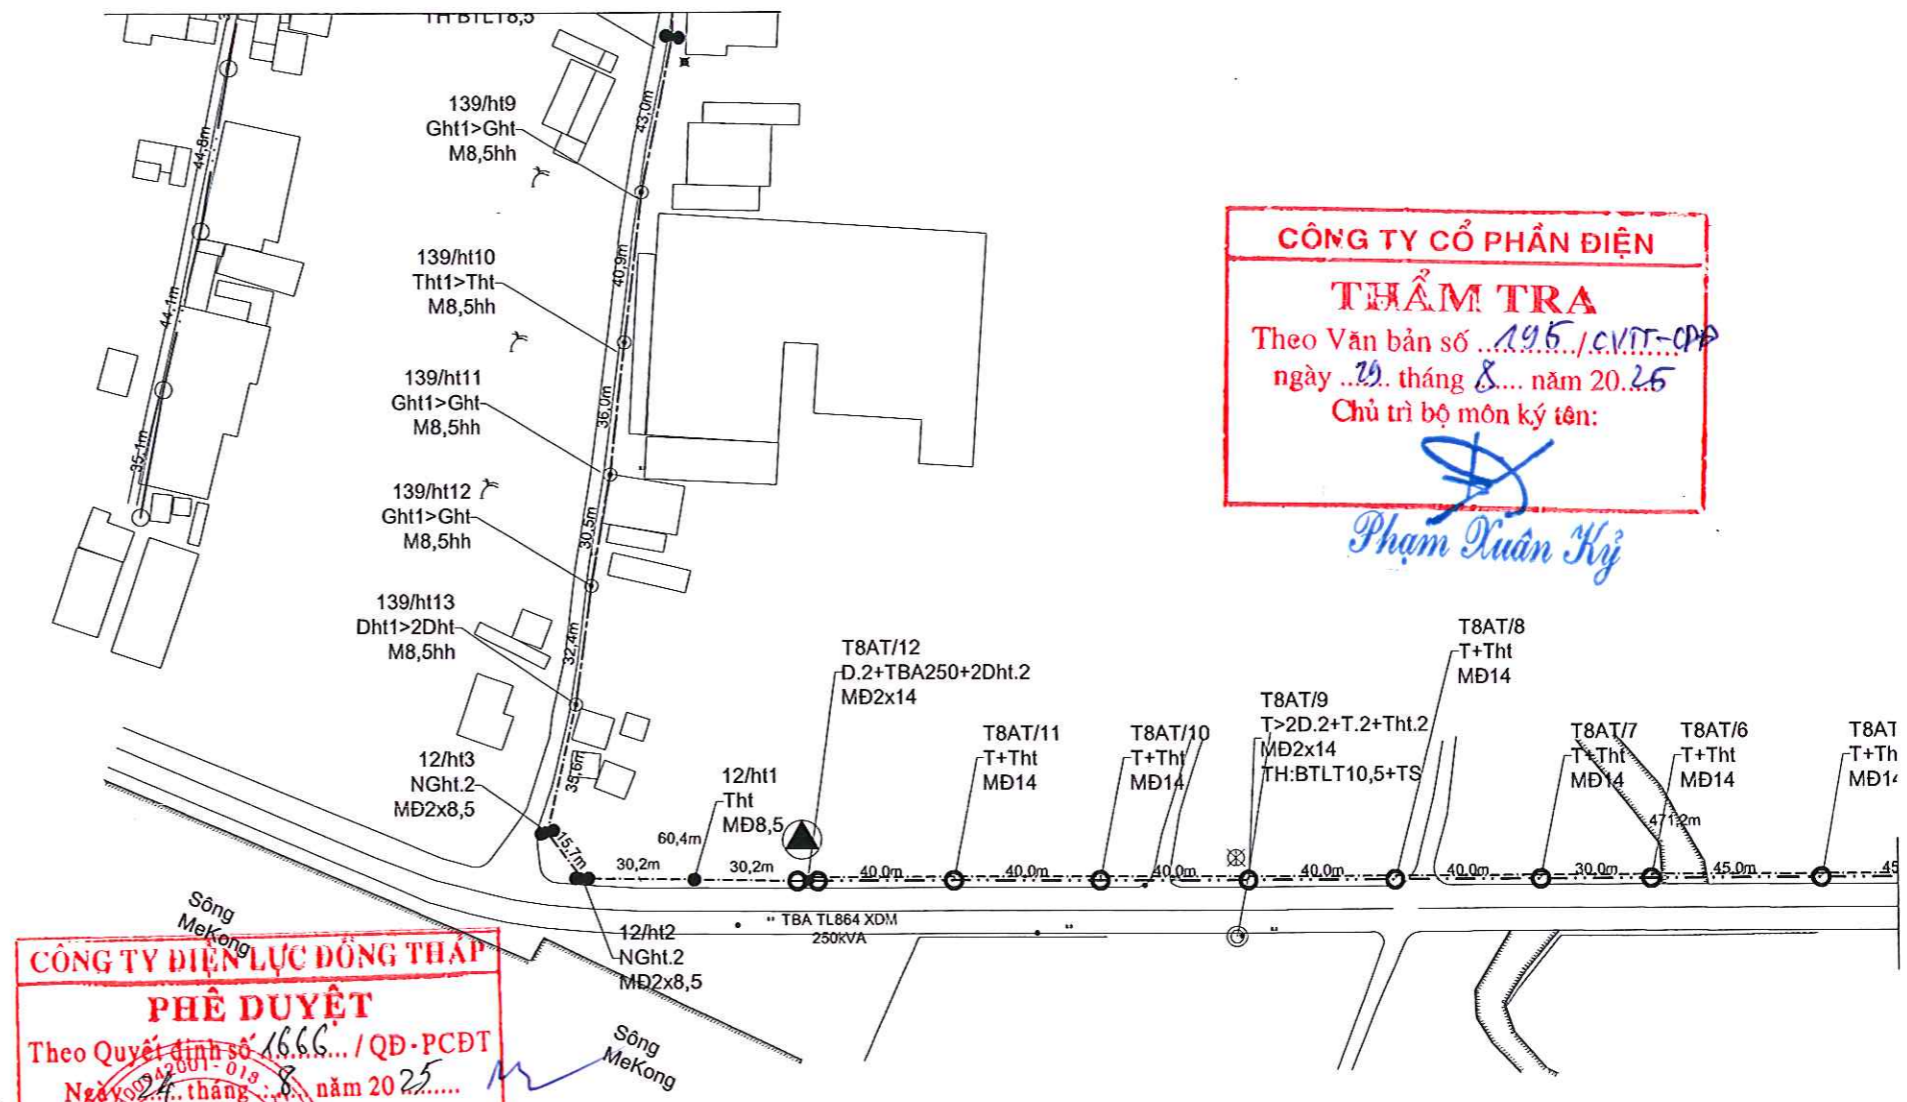 TH BTLT8,5
43,0m
44,8m
139/ht9
Ght1>Ght
M8,5hh
40,9m
139/ht10
Tht1>Tht
M8,5hh
44,1m
36,0m
139/ht11
Ght1>Ght
M8,5hh
35,1m
30,5m
139/ht12
Ght1>Ght
M8,5hh
32,4m
139/ht13
Dht1>2Dht
M8,5hh
35,6m
12/ht3
NGht.2
MĐ2x8,5
15,7m
12/ht1
Tht
MĐ8,5
60,4m
30,2m
30,2m
12/ht2
NGht.2
MĐ2x8,5
T8AT/12
D.2+TBA250+2Dht.2
MĐ2x14
40,0m
T8AT/11
T+Tht
MĐ14
40,0m
T8AT/10
T+Tht
MĐ14
40,0m
T8AT/9
T>2D.2+T.2+Tht.2
MĐ2x14
TH:BTLT10,5+TS
40,0m
T8AT/8
T+Tht
MĐ14
40,0m
T8AT/7
T+Tht
MĐ14
30,0m
T8AT/6
T+Tht
MĐ14
471,2m
45,0m
T8AT
T+Th
MĐ14
45
TBA TL864 XDM
250kVA
Sông
MeKong
Sông
MeKong
CÔNG TY CỔ PHẦN ĐIỆN
THẨM TRA
Theo Văn bản số ....195..../CVTT-CPĐ
ngày ...29.. tháng 8.... năm 20.25
Chủ trì bộ môn ký tên:
Phạm Xuân Kỷ
CÔNG TY ĐIỆN LỰC ĐỒNG THÁP
PHÊ DUYỆT
Theo Quyết định số 1666..... / QĐ-PCĐT
Ngày 24.... tháng ..8.. năm 20 25.......